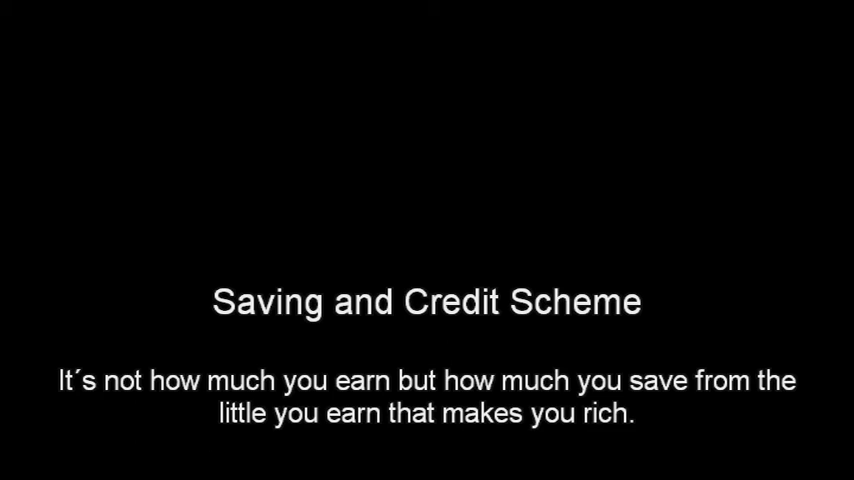 Saving and Credit Scheme
It´s not how much you earn but how much you save from the
little you earn that makes you rich.